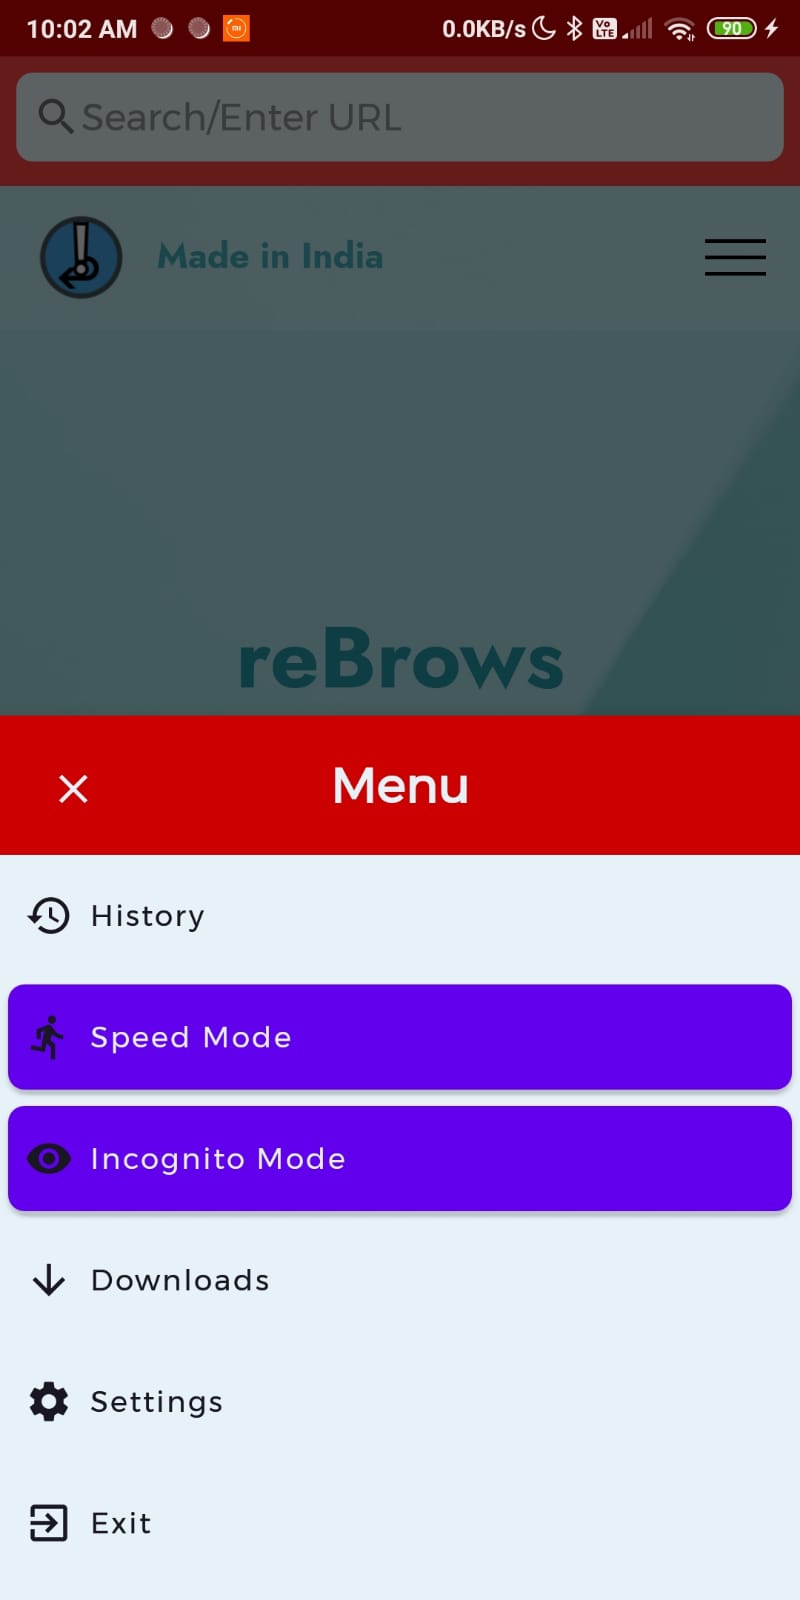 10:02 AM 0.0KB/s Vo LTE 90
Search/Enter URL
Made in India
reBrows
Menu
History
Speed Mode
Incognito Mode
Downloads
Settings
Exit